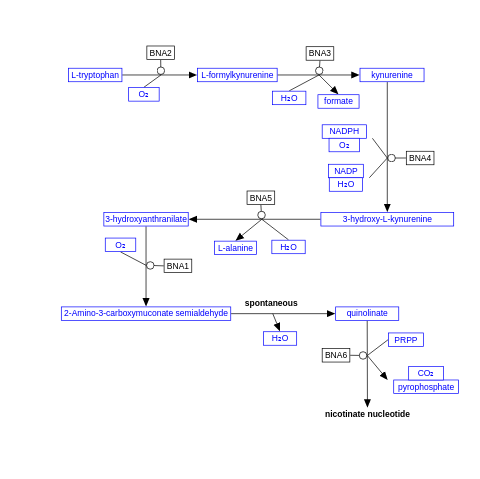 BNA2
BNA3
L-tryptophan
L-formylkynurenine
kynurenine
O₂
H₂O
formate
NADPH
O₂
BNA4
NADP
H₂O
BNA5
3-hydroxyanthranilate
3-hydroxy-L-kynurenine
O₂
L-alanine
H₂O
BNA1
spontaneous
2-Amino-3-carboxymuconate semialdehyde
quinolinate
H₂O
PRPP
BNA6
CO₂
pyrophosphate
nicotinate nucleotide